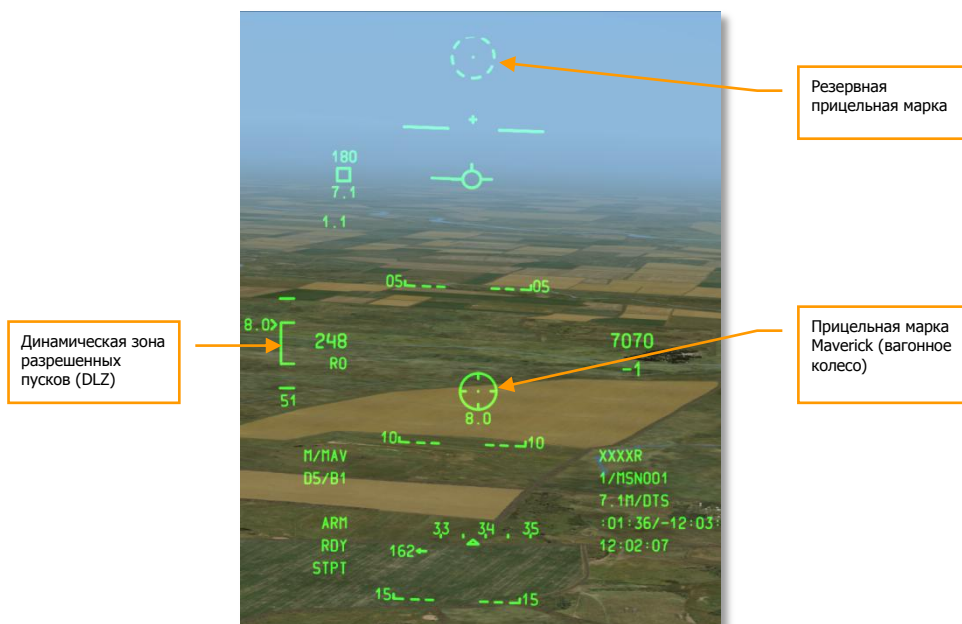 Резервная
прицельная марка
180
7.1
1.1
05 05
8.0>
248
7070
Динамическая зона
разрешенных
пусков (DLZ)
Прицельная марка
Maverick (вагонное
колесо)
R0
-1
51
8.0
10 10
M/MAV
XXXXR
D5/B1
1/MSN001
7.1M/DTS
ARM
33 . 34 . 35
:01:36/-12:03:
RDY
162←
12:02:07
STPT
15 15